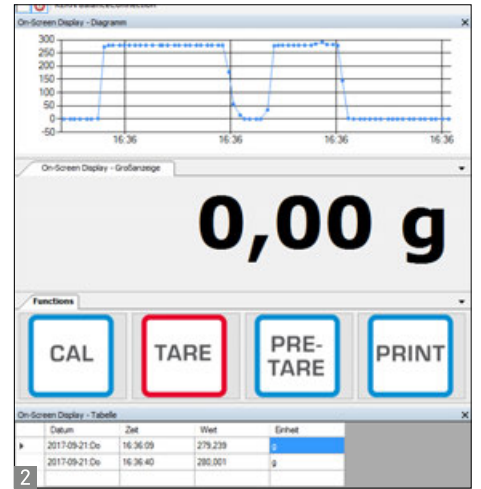 KERN BalanceConnection
On-Screen Display - Diagramm
300
250
200
150
100
50
0
-50
16:36 16:36 16:36 16:36
On-Screen Display - Großanzeige
0,00 g
Functions
CAL
TARE
PRE-
TARE
PRINT
On-Screen Display - Tabelle
Datum Zeit Wert Einheit
2017-09-21:Do 16:36:09 279,239 g
2017-09-21:Do 16:36:40 280,001 g
2